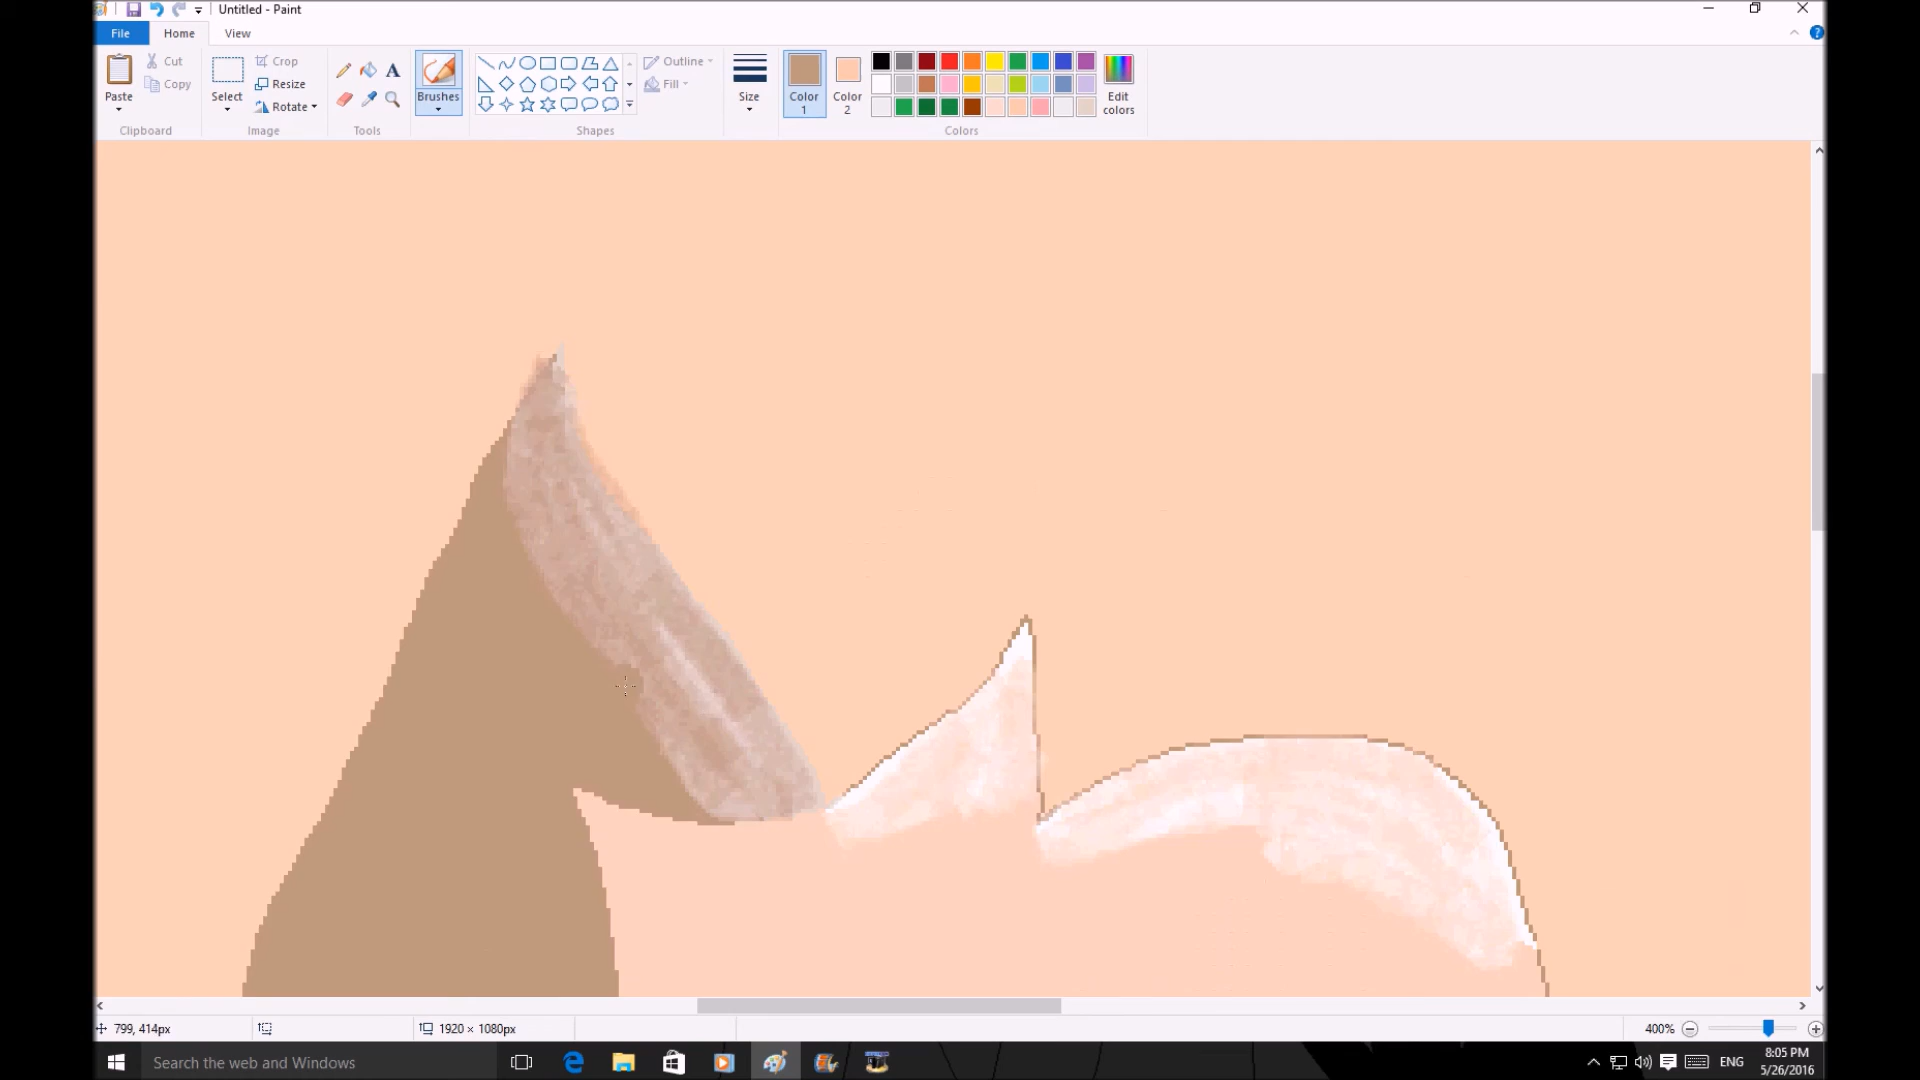 Untitled - Paint
File
Home
View
Paste
Cut
Copy
Clipboard
Select
Crop
Resize
Rotate
Image
A
Tools
Brushes
Outline
Fill
Shapes
Size
Color
1
Color
2
Edit
colors
Colors
799, 414px
1920 × 1080px
400%
Search the web and Windows
ENG
8:05 PM
5/26/2016